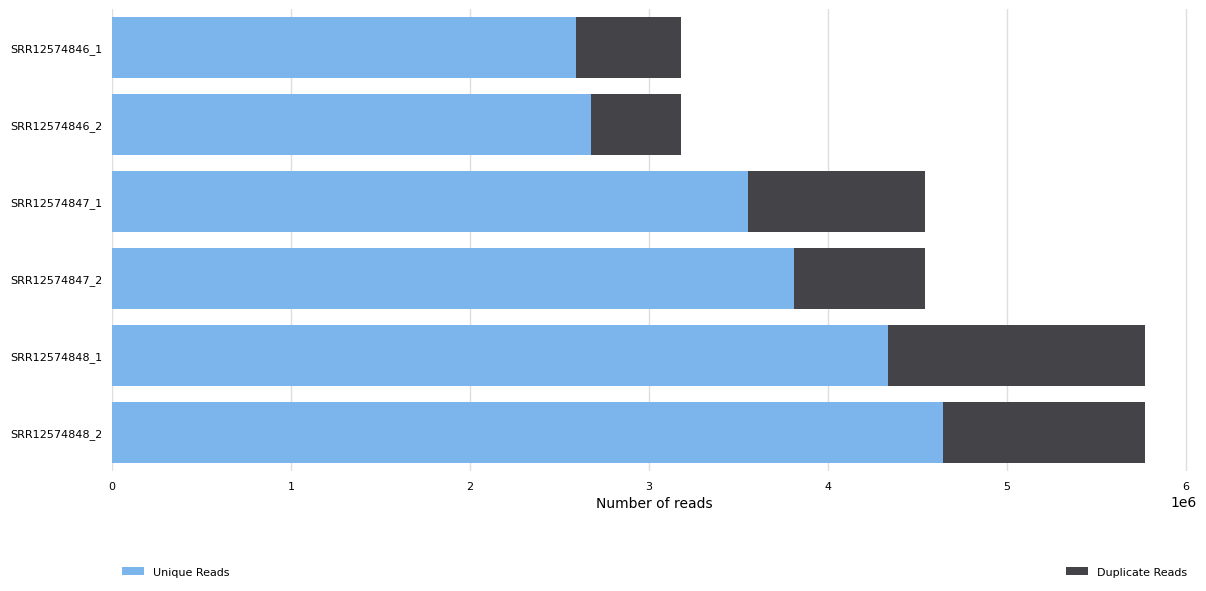 SRR12574846_1
SRR12574846_2
SRR12574847_1
SRR12574847_2
SRR12574848_1
SRR12574848_2
0 1 2 3 4 5 6
Number of reads
1e6
Unique Reads
Duplicate Reads